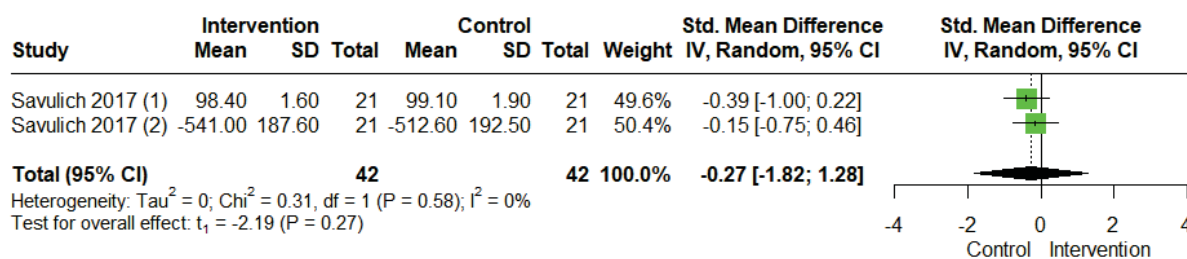 Intervention Control Std. Mean Difference Std. Mean Difference
Study Mean SD Total Mean SD Total Weight IV, Random, 95% CI IV, Random, 95% CI
Savulich 2017 (1) 98.40 1.60 21 99.10 1.90 21 49.6% -0.39 [-1.00; 0.22]
Savulich 2017 (2) -541.00 187.60 21 -512.60 192.50 21 50.4% -0.15 [-0.75; 0.46]
Total (95% CI) 42 42 100.0% -0.27 [-1.82; 1.28]
Heterogeneity: Tau² = 0; Chi² = 0.31, df = 1 (P = 0.58); I² = 0%
Test for overall effect: t₁ = -2.19 (P = 0.27)
-4 -2 0 2 4
Control Intervention